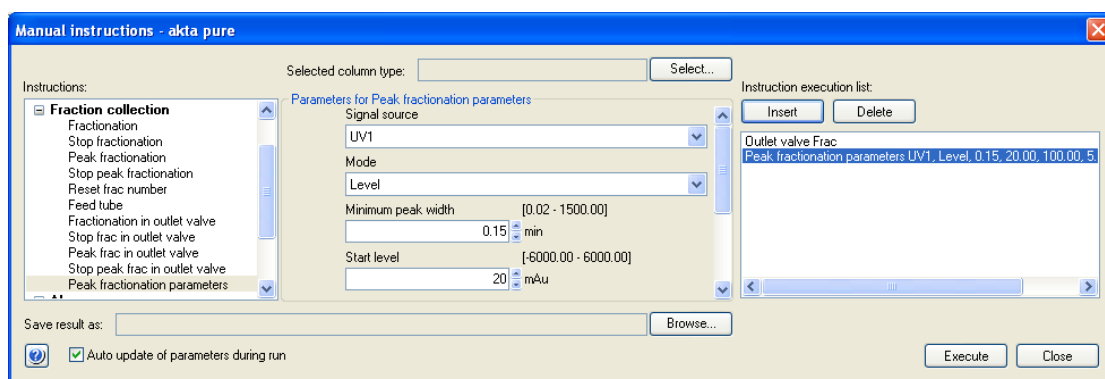 Manual instructions - akta pure
Selected column type:
Select...
Instructions:
Fraction collection
Fractionation
Stop fractionation
Peak fractionation
Stop peak fractionation
Reset frac number
Feed tube
Fractionation in outlet valve
Stop frac in outlet valve
Peak frac in outlet valve
Stop peak frac in outlet valve
Peak fractionation parameters
Parameters for Peak fractionation parameters
Signal source
UV1
Mode
Level
Minimum peak width [0.02 - 1500.00]
0.15 min
Start level [-6000.00 - 6000.00]
20 mAu
Instruction execution list:
Insert Delete
Outlet valve Frac
Peak fractionation parameters UV1, Level, 0.15, 20.00, 100.00, 5.
Save result as:
Browse...
Auto update of parameters during run
Execute Close